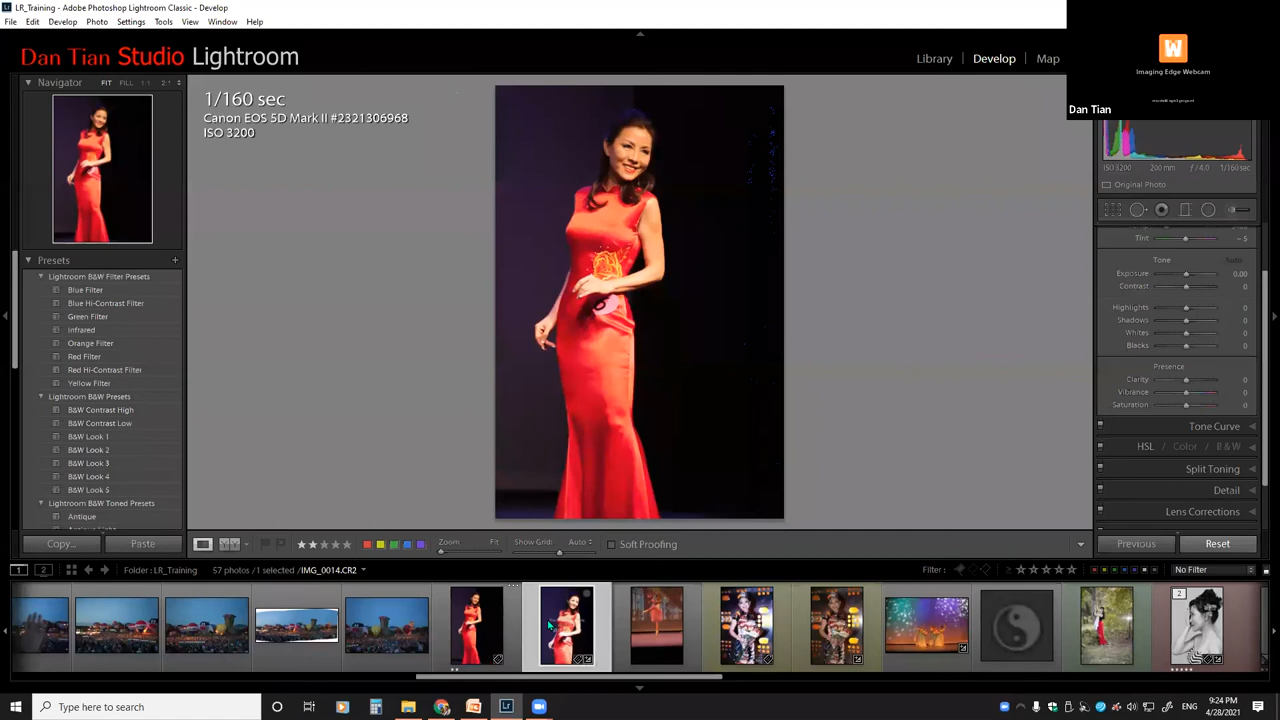 LR_Training - Adobe Photoshop Lightroom Classic - Develop
File Edit Develop Photo Settings Tools View Window Help
Dan Tian Studio Lightroom
Library Develop Map
Imaging Edge Webcam
Dan Tian
Navigator FIT FILL 1:1 2:1
1/160 sec
Canon EOS 5D Mark II #2321306968
ISO 3200
ISO 3200 200 mm f/4.0 1/160 sec
Original Photo
Tint -5
Tone Auto
Exposure 0.00
Contrast 0
Highlights 0
Shadows 0
Whites 0
Blacks 0
Presence
Clarity 0
Vibrance 0
Saturation 0
Tone Curve
HSL / Color / B&W
Split Toning
Detail
Lens Corrections
Previous Reset
Presets
Lightroom B&W Filter Presets
Blue Filter
Blue Hi-Contrast Filter
Green Filter
Infrared
Orange Filter
Red Filter
Red Hi-Contrast Filter
Yellow Filter
Lightroom B&W Presets
B&W Contrast High
B&W Contrast Low
B&W Look 1
B&W Look 2
B&W Look 3
B&W Look 4
B&W Look 5
Lightroom B&W Toned Presets
Antique
Copy... Paste
Zoom Fit Show Grid: Auto Soft Proofing
1 2 Folder: LR_Training 57 photos /1 selected /IMG_0014.CR2 Filter: No Filter
2
Type here to search
ENG
9:24 PM
4/28/2021